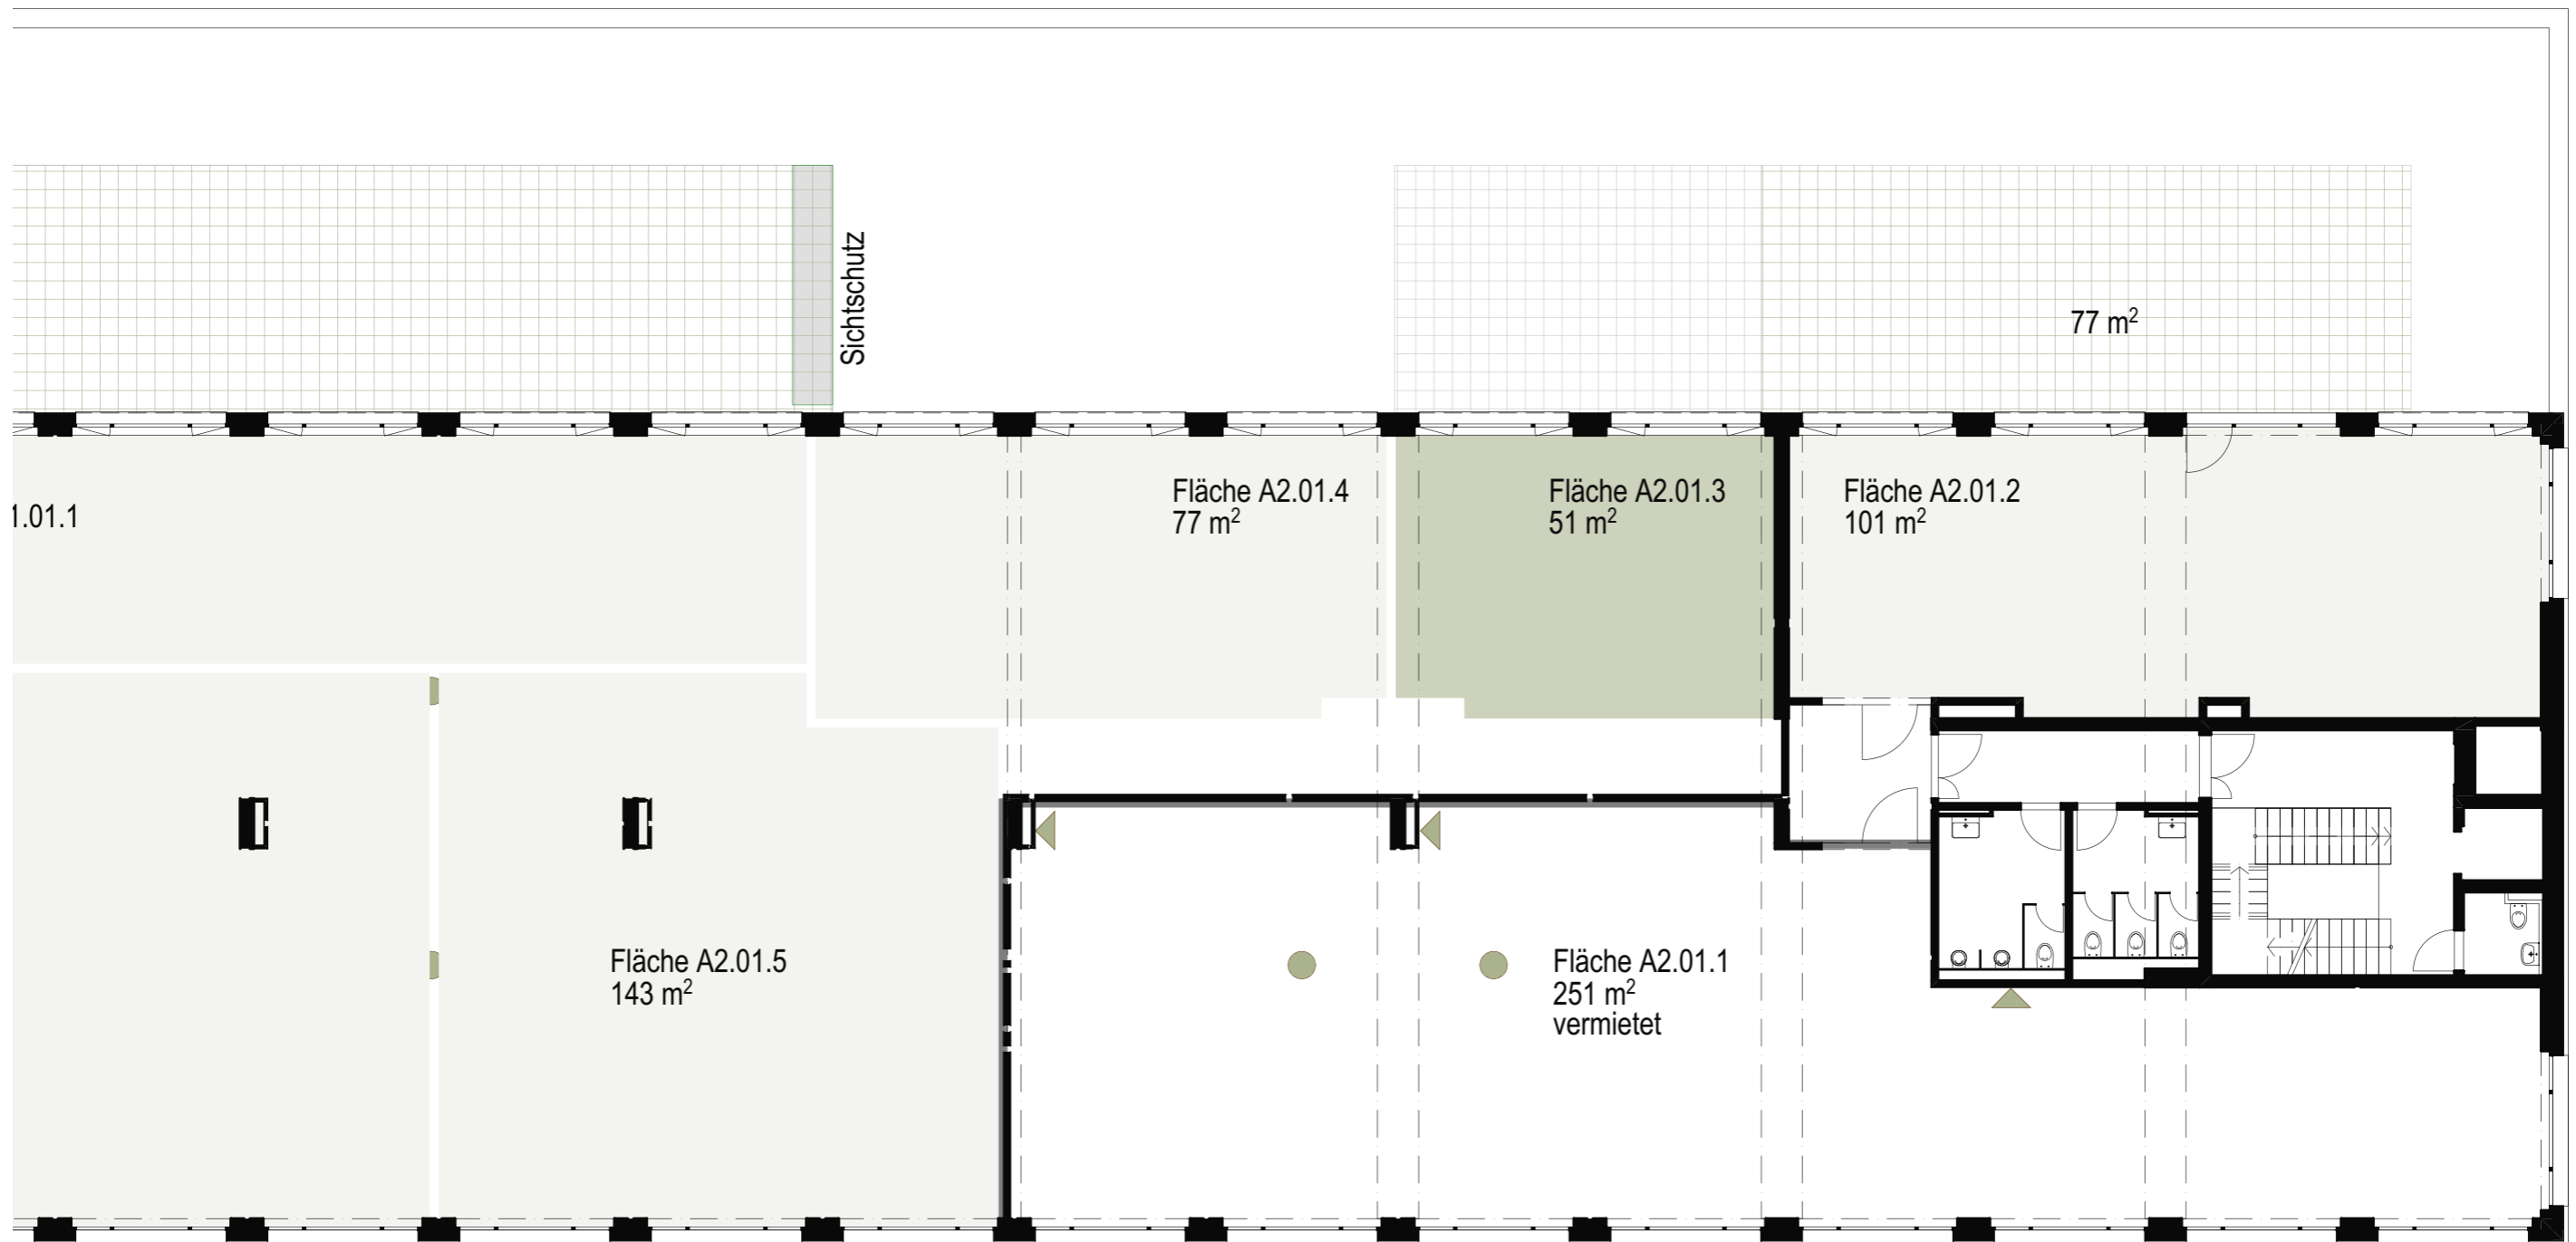 Sichtschutz
77 m²
1.01.1
Fläche A2.01.4
77 m²
Fläche A2.01.3
51 m²
Fläche A2.01.2
101 m²
Fläche A2.01.5
143 m²
Fläche A2.01.1
251 m²
vermietet